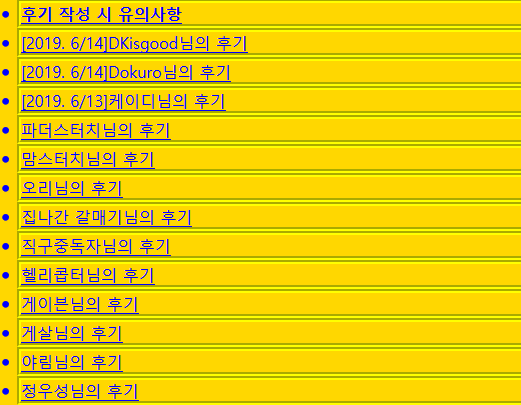 후기 작성 시 유의사항
[2019. 6/14]DKisgood님의 후기
[2019. 6/14]Dokuro님의 후기
[2019. 6/13]케이디님의 후기
파더스터치님의 후기
맘스터치님의 후기
오리님의 후기
집나간 갈매기님의 후기
직구중독자님의 후기
헬리콥터님의 후기
게이븐님의 후기
게살님의 후기
야림님의 후기
정우성님의 후기